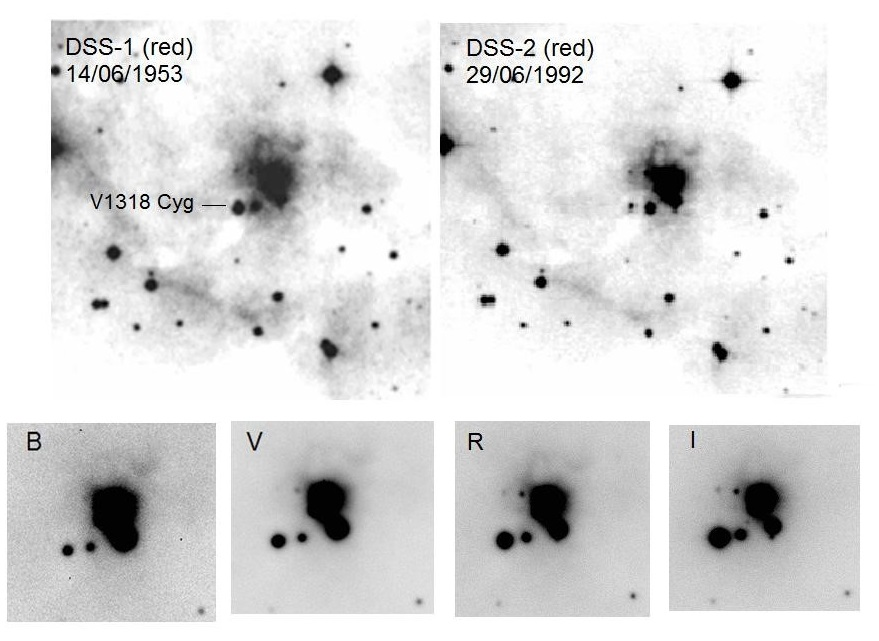 DSS-1 (red)
14/06/1953
DSS-2 (red)
29/06/1992
V1318 Cyg
B
V
R
I